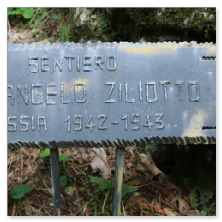 SENTIERO
ANGELO ZILIOTTO
SSIA 1942-1943